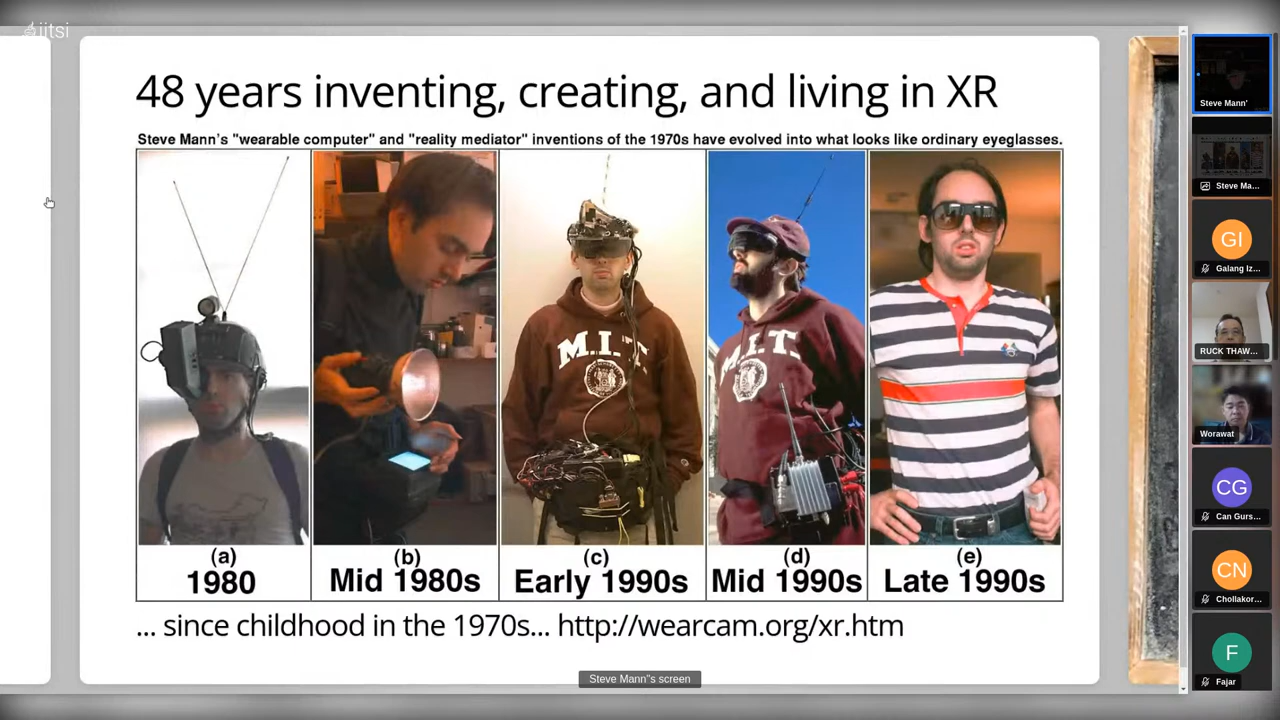 jitsi
48 years inventing, creating, and living in XR
Steve Mann's "wearable computer" and "reality mediator" inventions of the 1970s have evolved into what looks like ordinary eyeglasses.
M.I.T.
M.I.T.
(a)
1980
(b)
Mid 1980s
(c)
Early 1990s
(d)
Mid 1990s
(e)
Late 1990s
... since childhood in the 1970s... http://wearcam.org/xr.htm
Steve Mann''s screen
Steve Mann'
Steve Ma...
GI
Galang Iz...
RUCK THAW...
Worawat
CG
Can Gurs...
CN
Chollakor...
F
Fajar